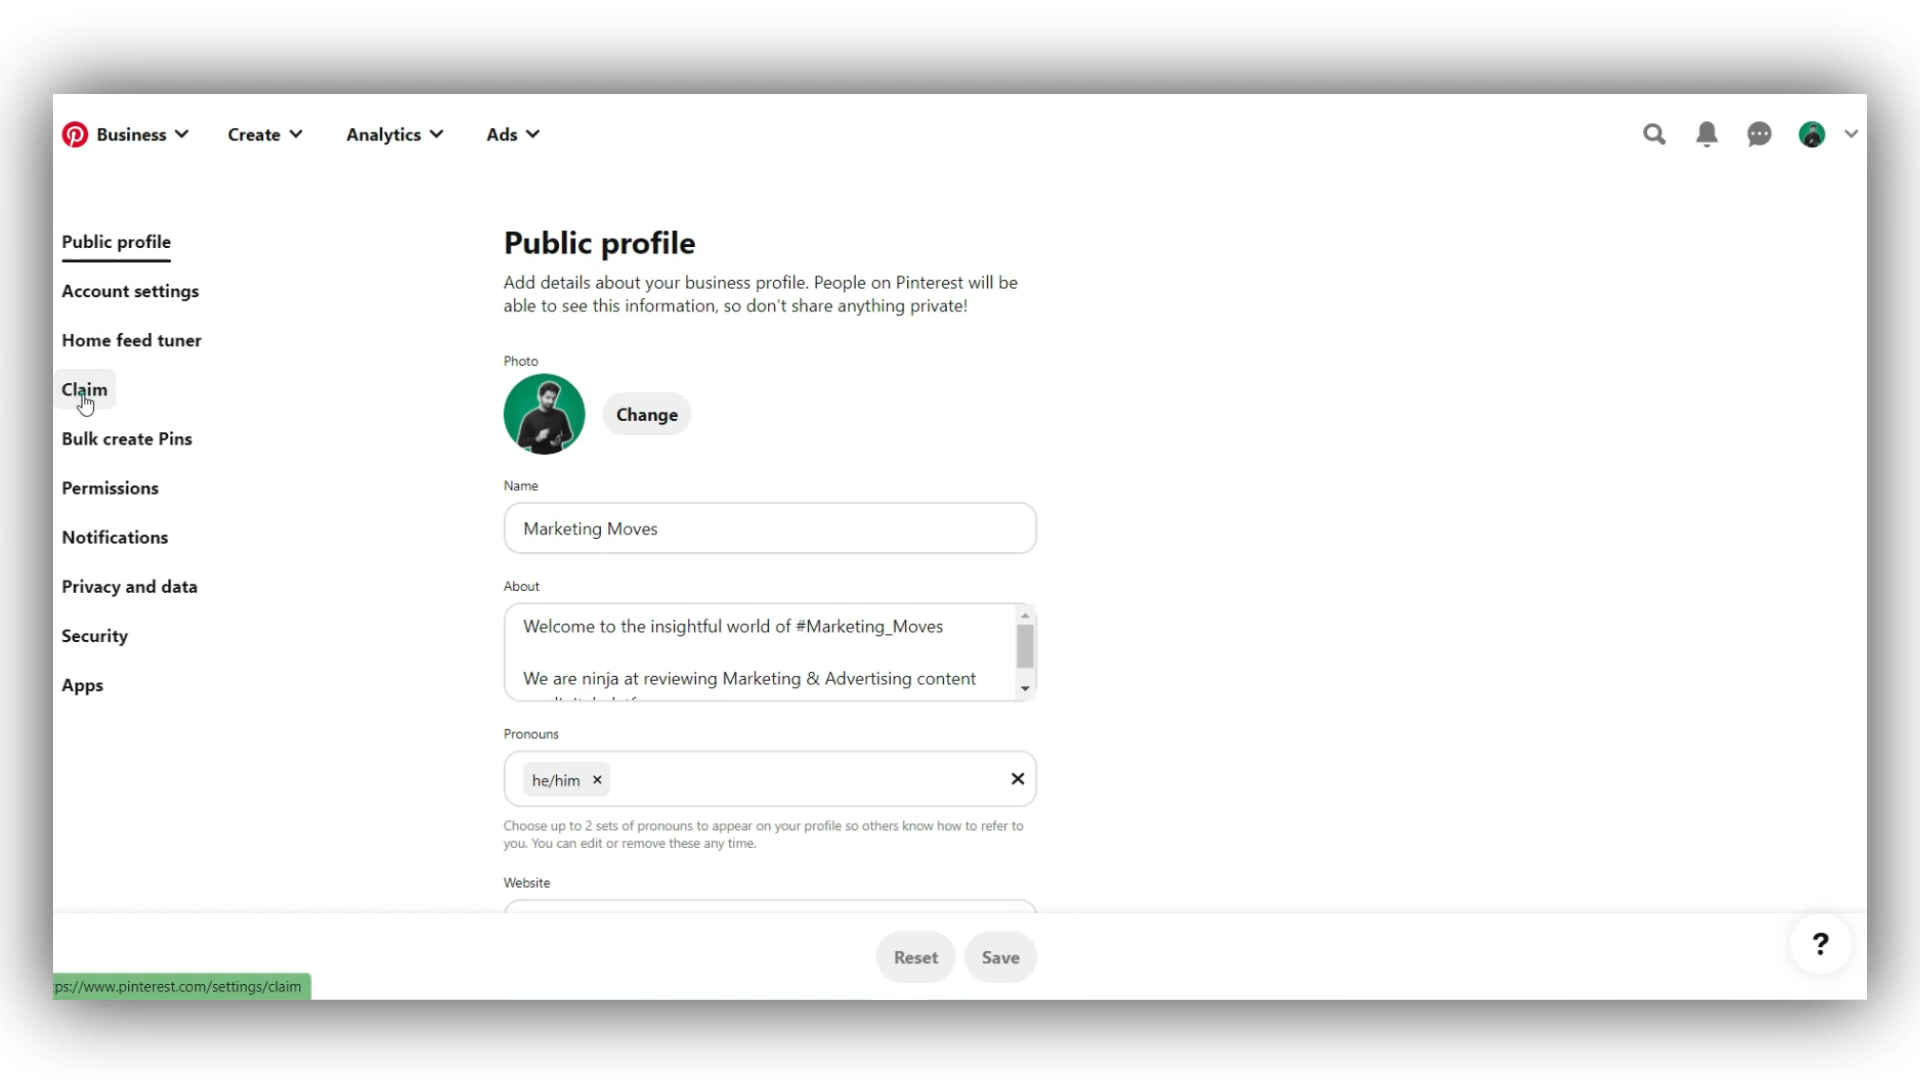 Business
Create
Analytics
Ads
Public profile
Account settings
Home feed tuner
Claim
Bulk create Pins
Permissions
Notifications
Privacy and data
Security
Apps
Public profile
Add details about your business profile. People on Pinterest will be
able to see this information, so don't share anything private!
Photo
Change
Name
Marketing Moves
About
Welcome to the insightful world of #Marketing_Moves
We are ninja at reviewing Marketing & Advertising content
Pronouns
he/him
Choose up to 2 sets of pronouns to appear on your profile so others know how to refer to
you. You can edit or remove these any time.
Website
Reset
Save
?
ps://www.pinterest.com/settings/claim